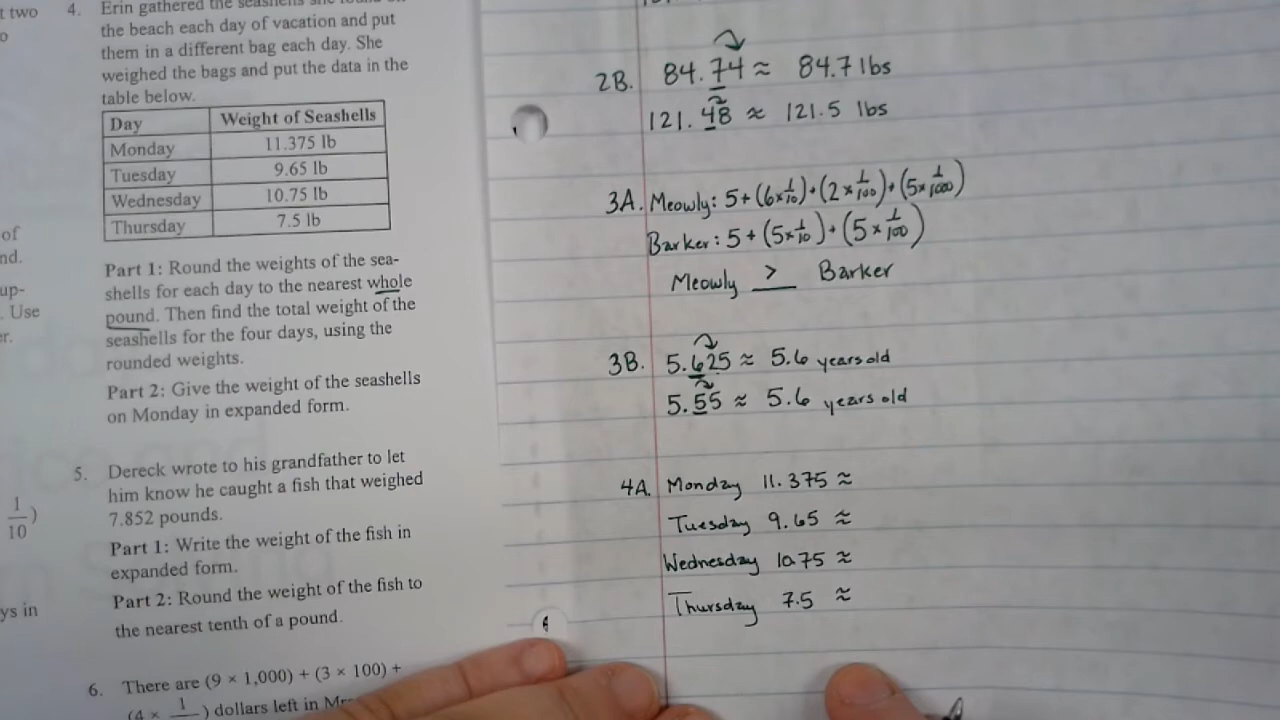 t two
o
4. Erin gathered the seashells she found
the beach each day of vacation and put
them in a different bag each day. She
weighed the bags and put the data in the
table below.
Day Weight of Seashells
Monday 11.375 lb
Tuesday 9.65 lb
Wednesday 10.75 lb
Thursday 7.5 lb
of
nd.
up-
. Use
er.
Part 1: Round the weights of the sea-
shells for each day to the nearest whole
pound. Then find the total weight of the
seashells for the four days, using the
rounded weights.
Part 2: Give the weight of the seashells
on Monday in expanded form.
1/10)
ys in
5. Dereck wrote to his grandfather to let
him know he caught a fish that weighed
7.852 pounds.
Part 1: Write the weight of the fish in
expanded form.
Part 2: Round the weight of the fish to
the nearest tenth of a pound.
6. There are (9 × 1,000) + (3 × 100) +
(4 × 1 ) dollars left in
2B. 84.74 ≈ 84.7 lbs
121.48 ≈ 121.5 lbs
3A. Meowly: 5 + (6 × 1/10) + (2 × 1/100) + (5 × 1/1000)
Barker: 5 + (5 × 1/10) + (5 × 1/100)
Meowly > Barker
3B. 5.625 ≈ 5.6 years old
5.55 ≈ 5.6 years old
4A. Monday 11.375 ≈
Tuesday 9.65 ≈
Wednesday 10.75 ≈
Thursday 7.5 ≈